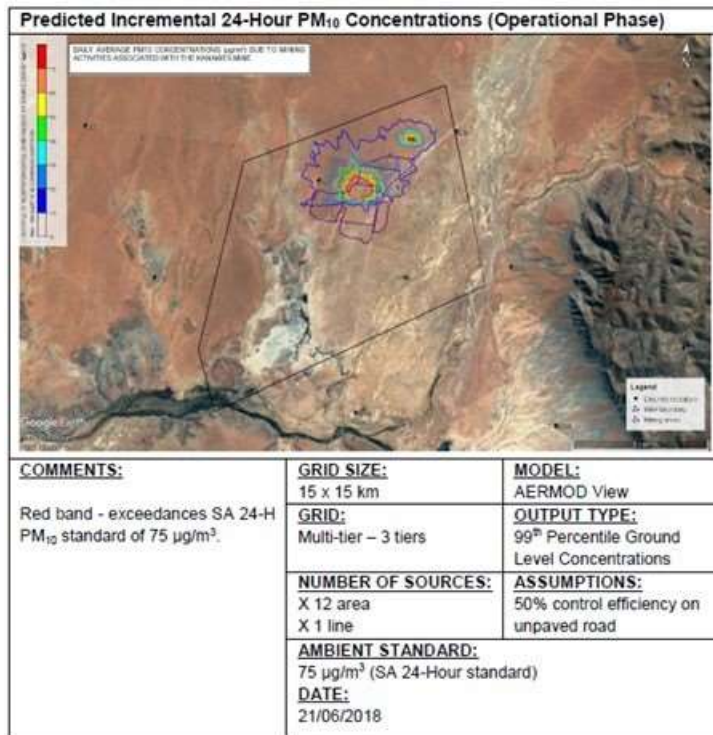 Predicted Incremental 24-Hour PM₁₀ Concentrations (Operational Phase)
DAILY AVERAGE PM10 CONCENTRATIONS (µg/m³) DUE TO MINING
ACTIVITIES ASSOCIATED WITH THE KANAKIES MINE
Google Earth
Legend
COMMENTS:
Red band - exceedances SA 24-H
PM₁₀ standard of 75 µg/m³.
GRID SIZE:
15 x 15 km
MODEL:
AERMOD View
GRID:
Multi-tier – 3 tiers
OUTPUT TYPE:
99th Percentile Ground
Level Concentrations
NUMBER OF SOURCES:
X 12 area
X 1 line
ASSUMPTIONS:
50% control efficiency on
unpaved road
AMBIENT STANDARD:
75 µg/m³ (SA 24-Hour standard)
DATE:
21/06/2018